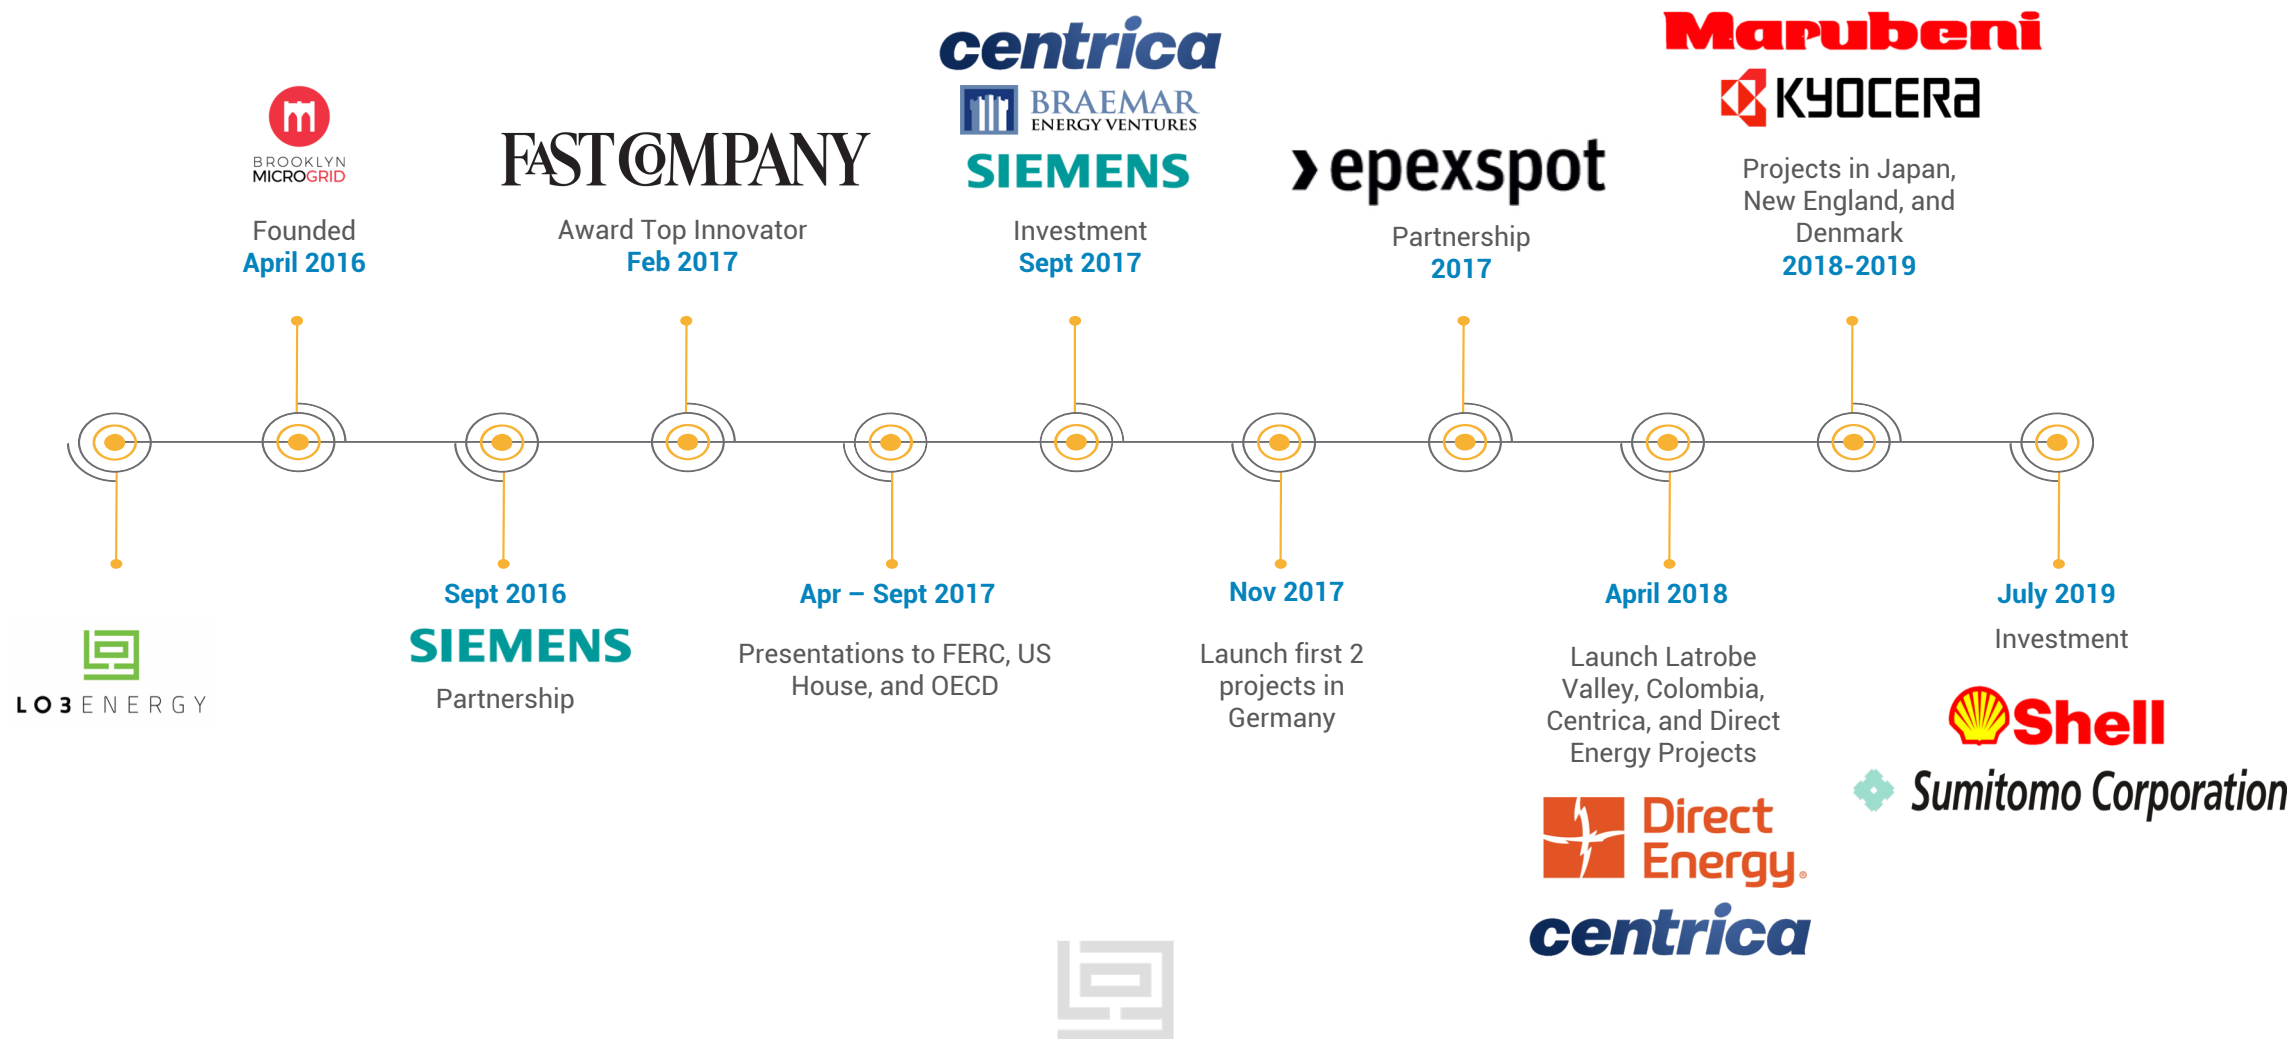 LO3ENERGY
BROOKLYN
MICROGRID
Founded
April 2016
Sept 2016
SIEMENS
Partnership
FAST COMPANY
Award Top Innovator
Feb 2017
Apr – Sept 2017
Presentations to FERC, US
House, and OECD
centrica
BRAEMAR
ENERGY VENTURES
SIEMENS
Investment
Sept 2017
Nov 2017
Launch first 2
projects in
Germany
epexspot
Partnership
2017
April 2018
Launch Latrobe
Valley, Colombia,
Centrica, and Direct
Energy Projects
Direct
Energy®
centrica
Marubeni
KYOCERA
Projects in Japan,
New England, and
Denmark
2018-2019
July 2019
Investment
Shell
Sumitomo Corporation